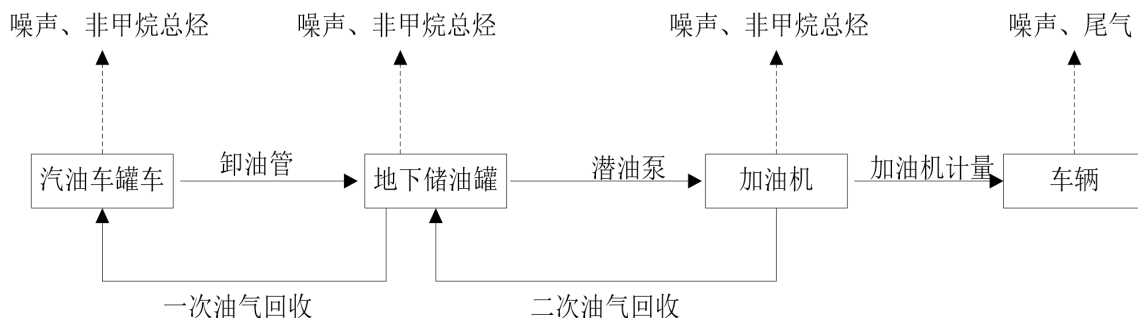 噪声、非甲烷总烃
噪声、非甲烷总烃
噪声、非甲烷总烃
噪声、尾气
汽油车罐车
卸油管
地下储油罐
潜油泵
加油机
加油机计量
车辆
一次油气回收
二次油气回收